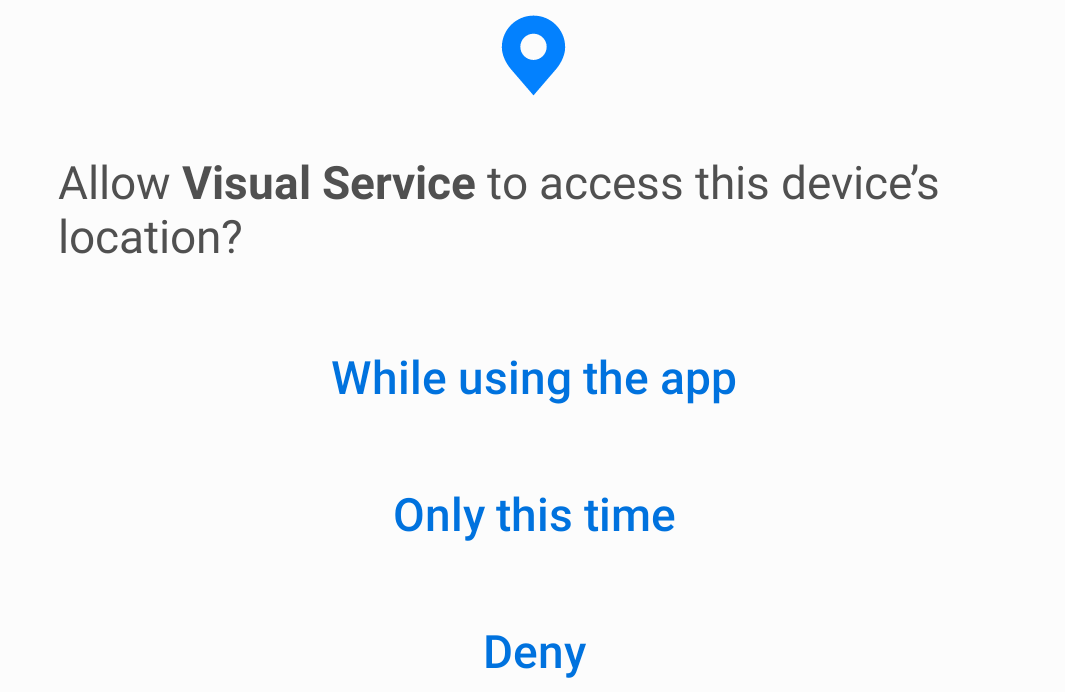 Allow Visual Service to access this device’s
location?
While using the app
Only this time
Deny